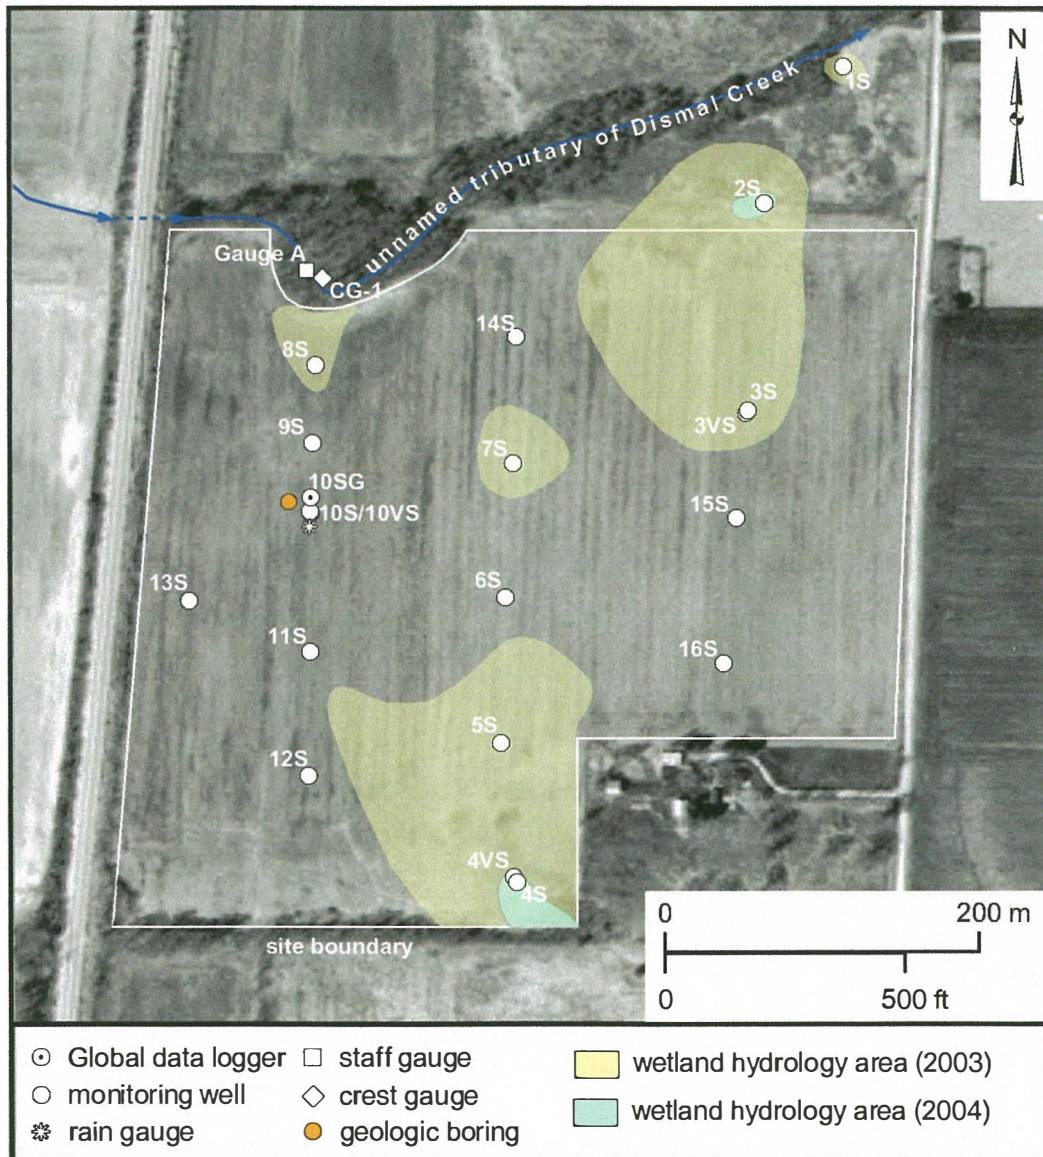 N
1S
unnamed tributary of Dismal Creek
2S
Gauge A
CG-1
14S
8S
3S
3VS
9S
7S
10SG
10S/10VS
15S
13S
6S
11S
16S
5S
12S
4VS
4S
site boundary
0 200 m
0 500 ft
Global data logger
staff gauge
wetland hydrology area (2003)
monitoring well
crest gauge
wetland hydrology area (2004)
rain gauge
geologic boring